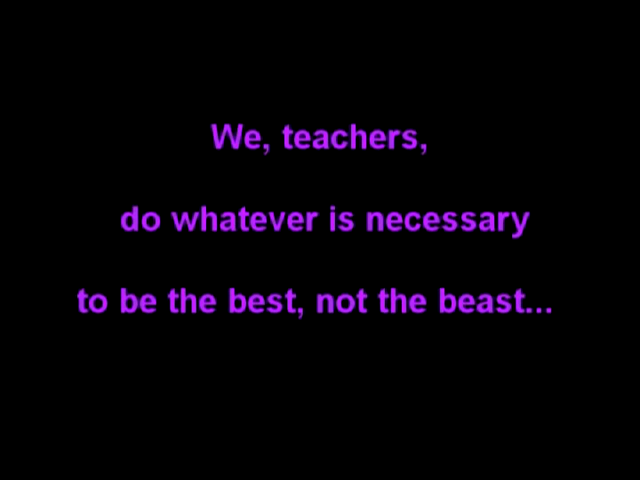 We, teachers,
do whatever is necessary
to be the best, not the beast...